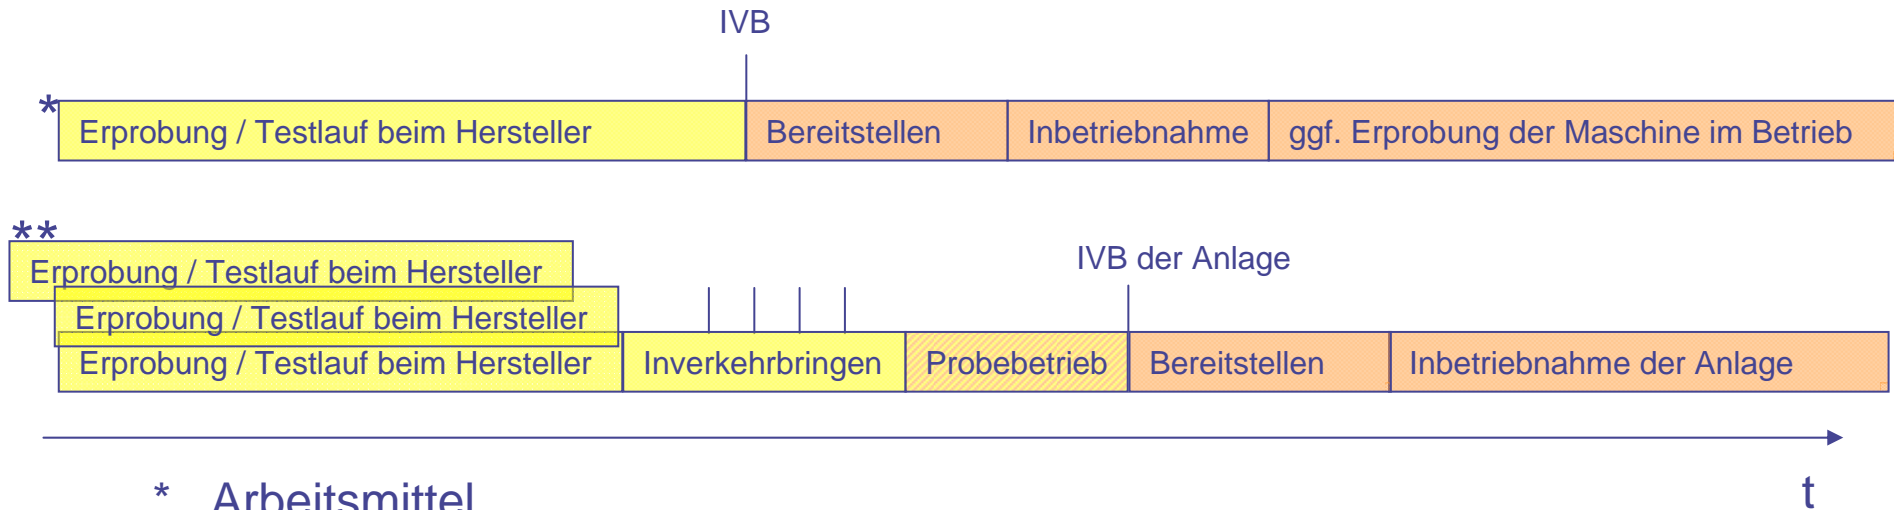 IVB
*
Erprobung / Testlauf beim Hersteller Bereitstellen Inbetriebnahme ggf. Erprobung der Maschine im Betrieb
**
Erprobung / Testlauf beim Hersteller
IVB der Anlage
Erprobung / Testlauf beim Hersteller
Erprobung / Testlauf beim Hersteller Inverkehrbringen Probebetrieb Bereitstellen Inbetriebnahme der Anlage
* Arbeitsmittel
t